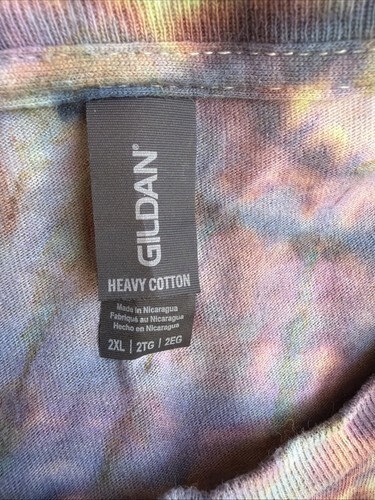 GILDAN®
HEAVY COTTON
Made in Nicaragua
Fabriqué au Nicaragua
Hecho en Nicaragua
2XL | 2TG | 2EG